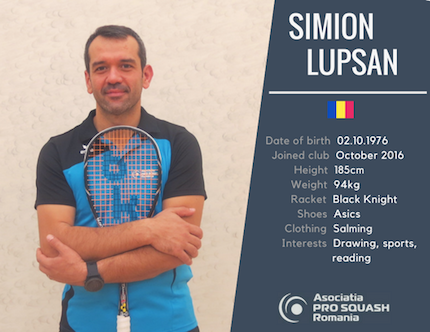 SIMION
LUPSAN
Date of birth 02.10.1976
Joined club October 2016
Height 185cm
Weight 94kg
Racket Black Knight
Shoes Asics
Clothing Salming
Interests Drawing, sports,
reading
Asociatia
PRO SQUASH
Romania